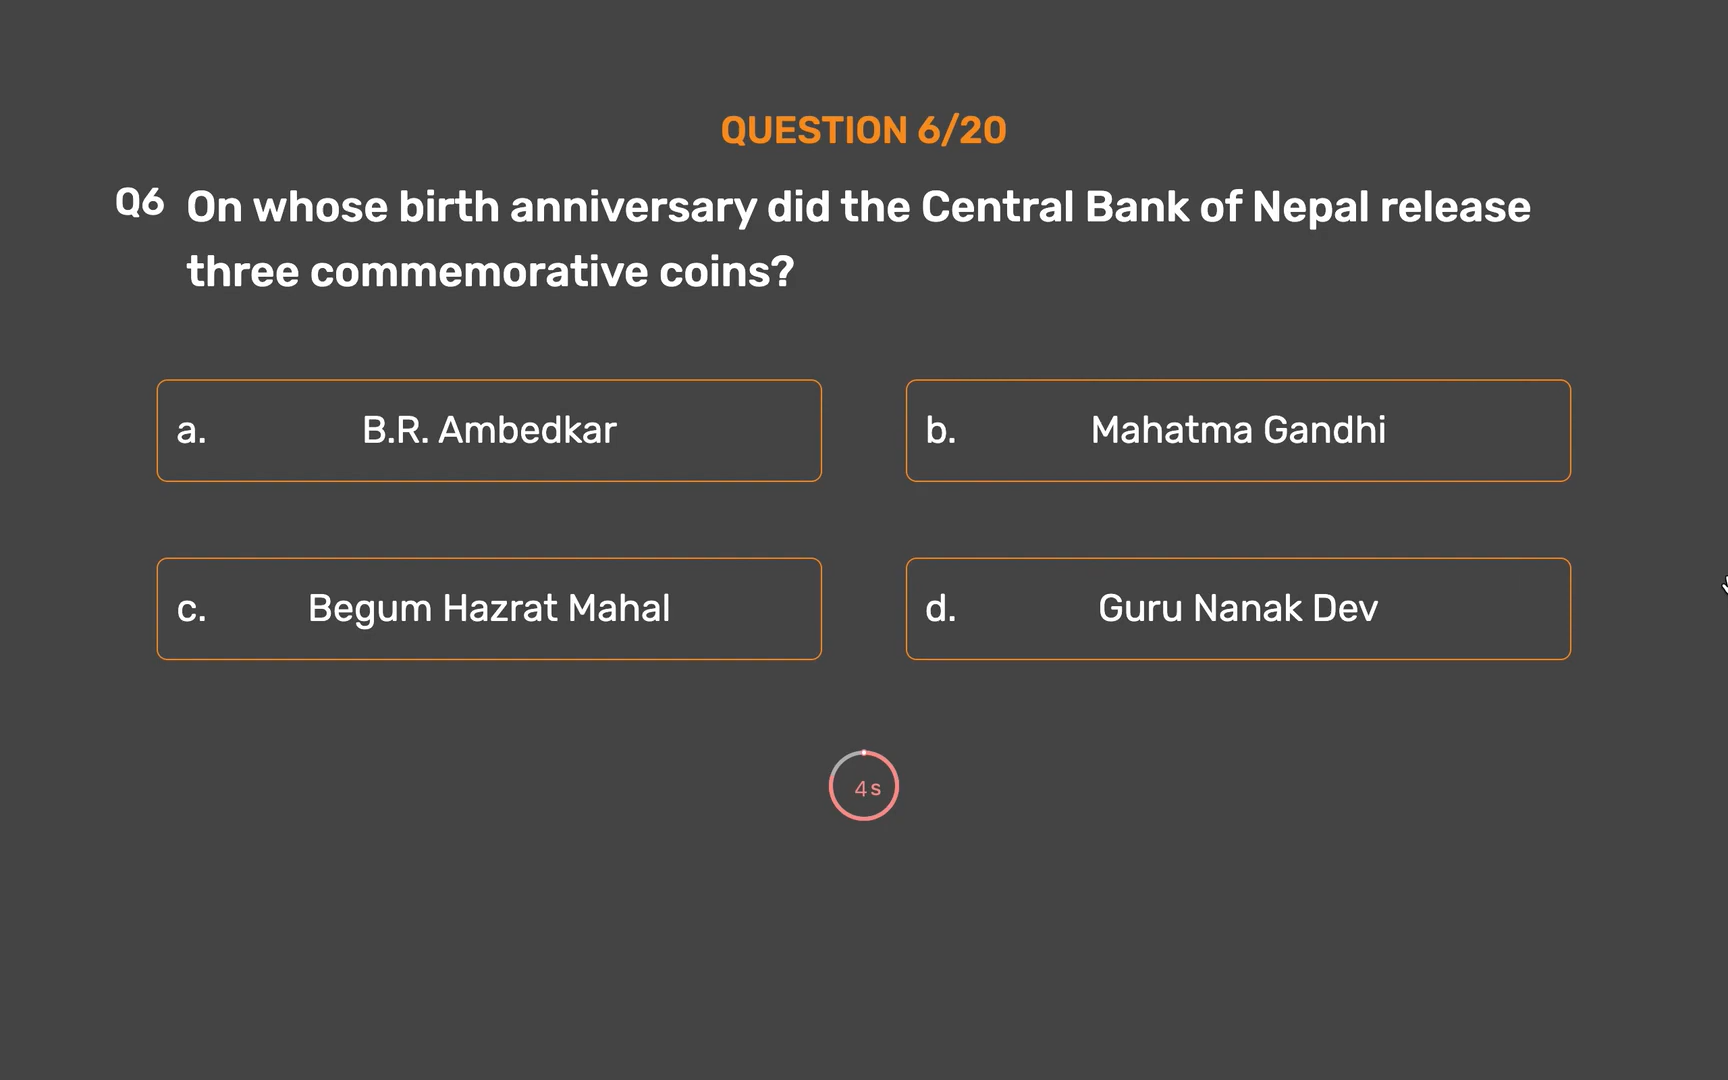 QUESTION 6/20
Q6 On whose birth anniversary did the Central Bank of Nepal release
three commemorative coins?
a. B.R. Ambedkar
b. Mahatma Gandhi
c. Begum Hazrat Mahal
d. Guru Nanak Dev
4 s